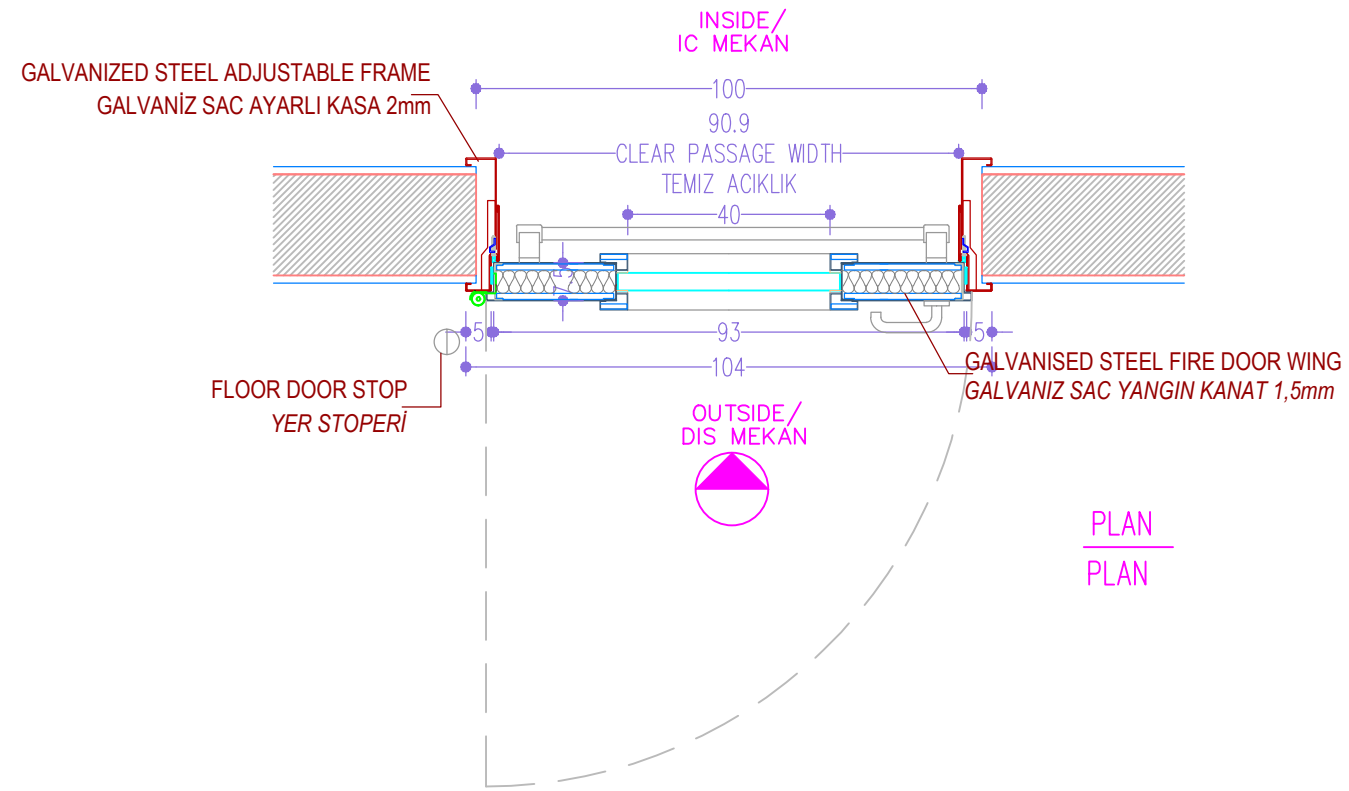 INSIDE/
IC MEKAN
GALVANIZED STEEL ADJUSTABLE FRAME
GALVANİZ SAC AYARLI KASA 2mm
100
90.9
CLEAR PASSAGE WIDTH
TEMIZ ACIKLIK
40
5
93
5
104
GALVANISED STEEL FIRE DOOR WING
GALVANIZ SAC YANGIN KANAT 1,5mm
FLOOR DOOR STOP
YER STOPERİ
OUTSIDE/
DIS MEKAN
PLAN
PLAN